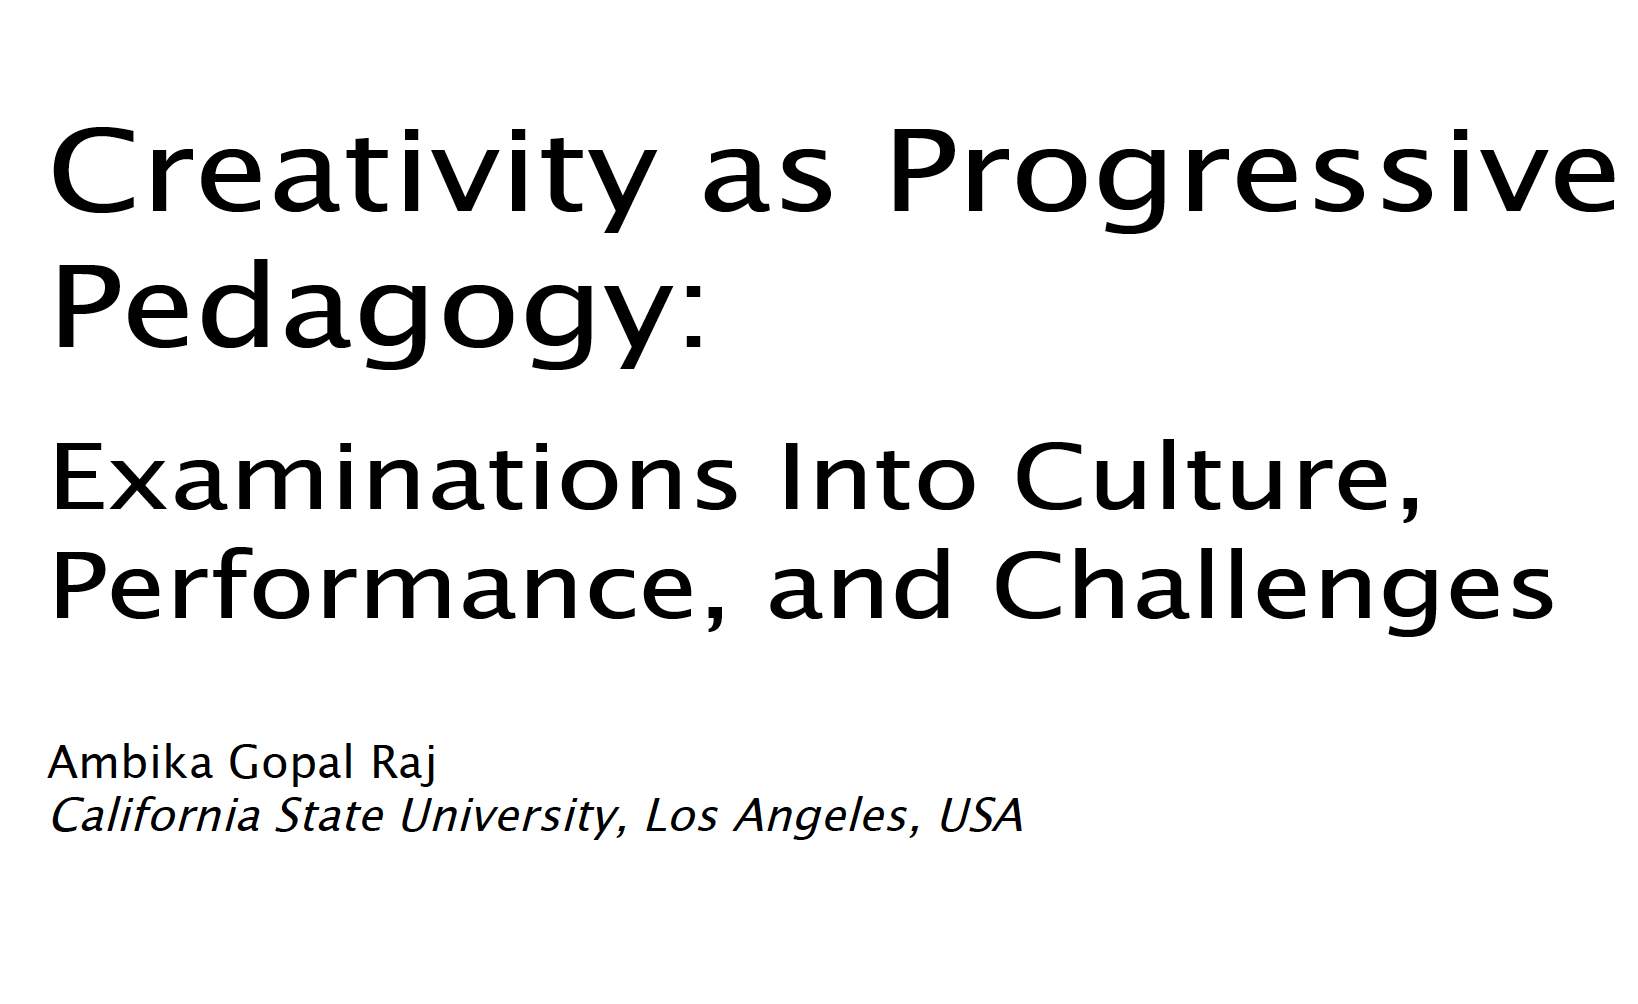 Creativity as Progressive
Pedagogy:
Examinations Into Culture,
Performance, and Challenges
Ambika Gopal Raj
California State University, Los Angeles, USA